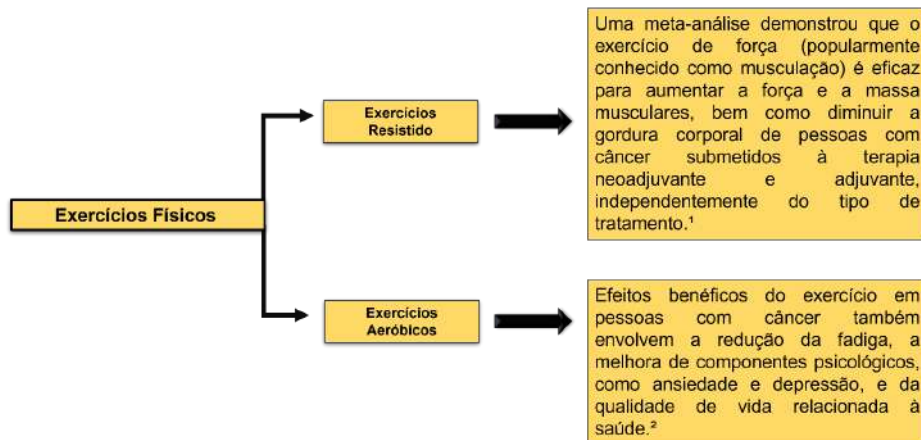 Exercícios Físicos
Exercícios
Resistido
Uma meta-análise demonstrou que o
exercício de força (popularmente
conhecido como musculação) é eficaz
para aumentar a força e a massa
musculares, bem como diminuir a
gordura corporal de pessoas com
câncer submetidos à terapia
neoadjuvante e adjuvante,
independentemente do tipo de
tratamento.¹
Exercícios
Aeróbicos
Efeitos benéficos do exercício em
pessoas com câncer também
envolvem a redução da fadiga, a
melhora de componentes psicológicos,
como ansiedade e depressão, e da
qualidade de vida relacionada à
saúde.²